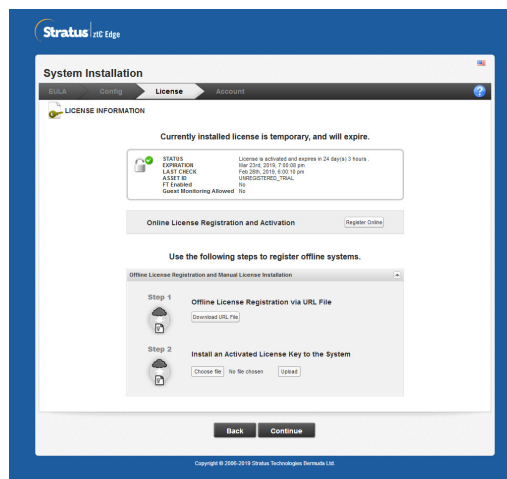 Stratus ztC Edge
System Installation
EULA Config License Account
?
LICENSE INFORMATION
Currently installed license is temporary, and will expire.
STATUS License is activated and expires in 24 day(s) 3 hours .
EXPIRATION Mar 23rd, 2019, 7:00:08 pm
LAST CHECK Feb 28th, 2019, 6:00:10 pm
ASSET ID UNREGISTERED_TRIAL
FT Enabled No
Guest Monitoring Allowed No
Online License Registration and Activation Register Online
Use the following steps to register offline systems.
Offline License Registration and Manual License Installation
Step 1
Offline License Registration via URL File
Download URL File
Step 2
Install an Activated License Key to the System
Choose file No file chosen Upload
Back Continue
Copyright © 2006-2019 Stratus Technologies Bermuda Ltd.